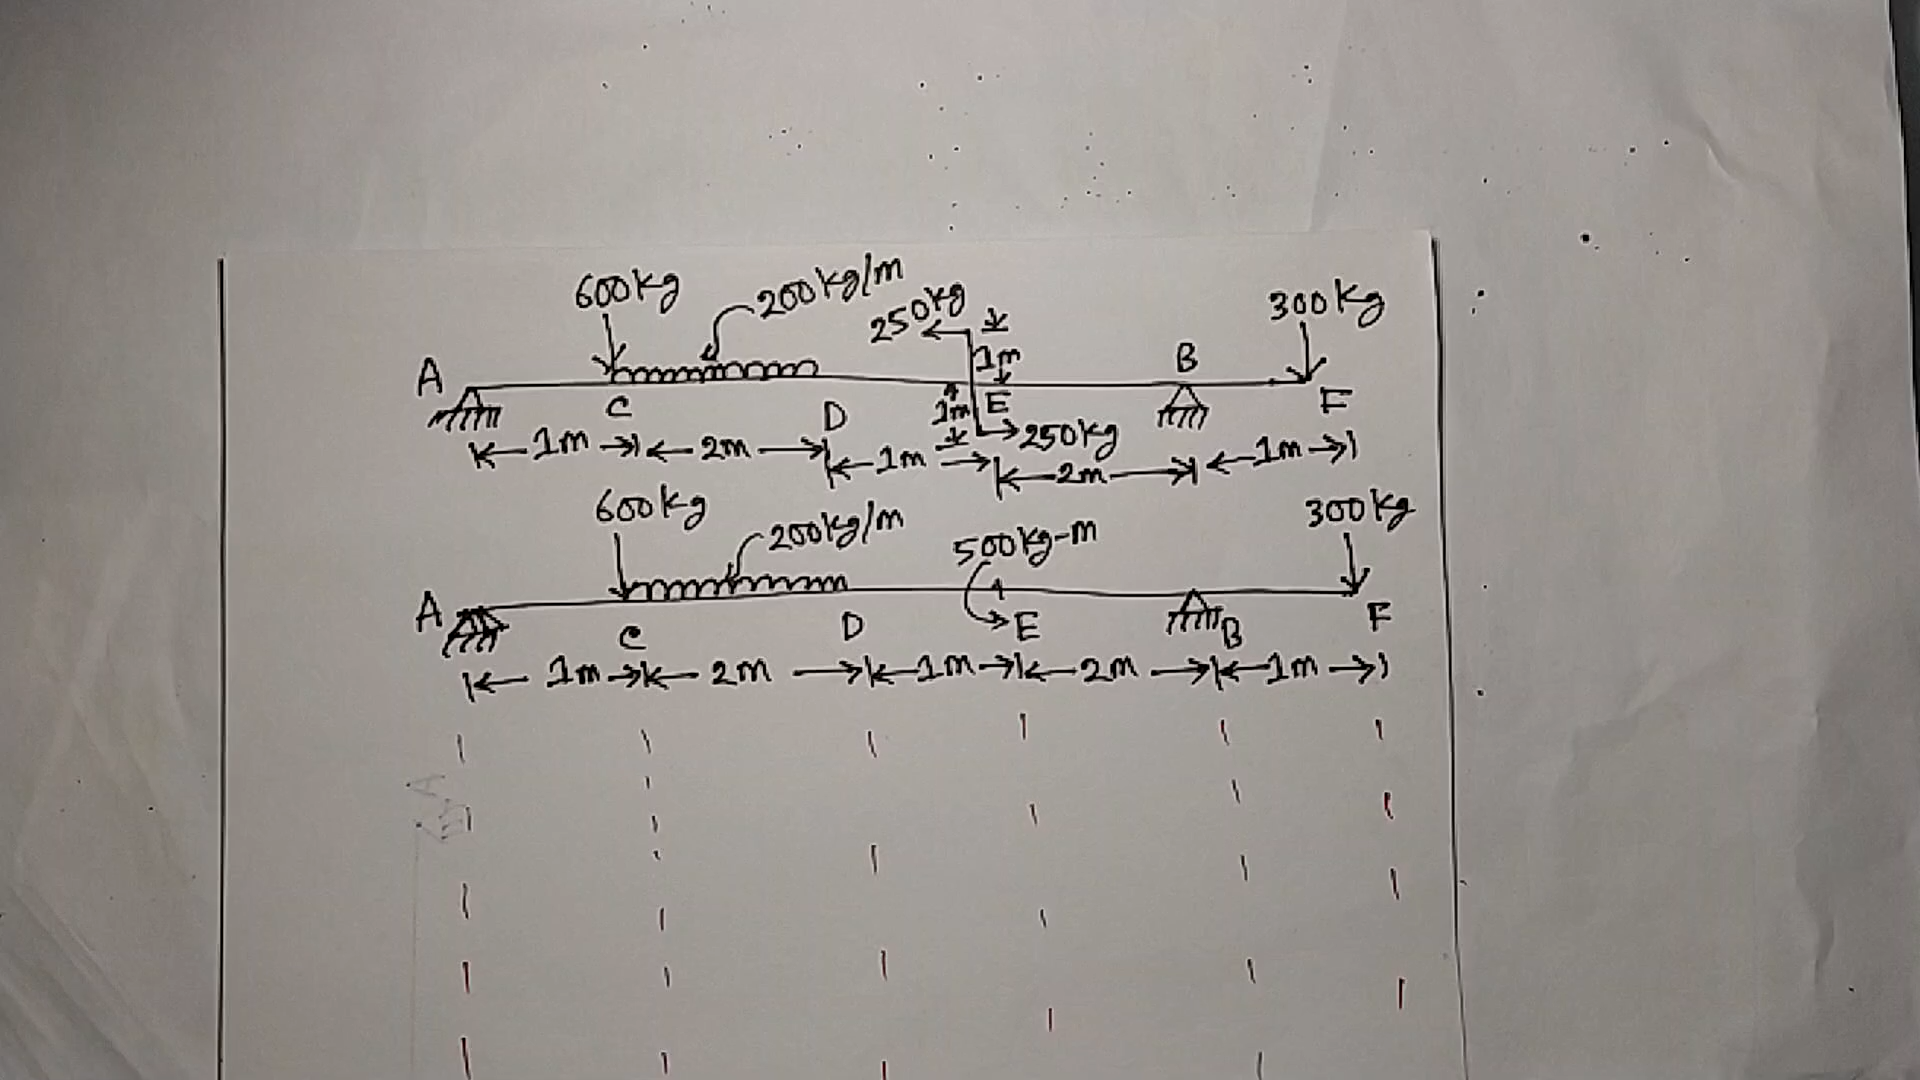 600kg 200kg/m 250kg 300kg
A 1m B
C D 1m E F
1m 2m 1m 250kg 2m 1m
600kg 200kg/m 500kg-m 300kg
A C D E B F
1m 2m 1m 2m 1m